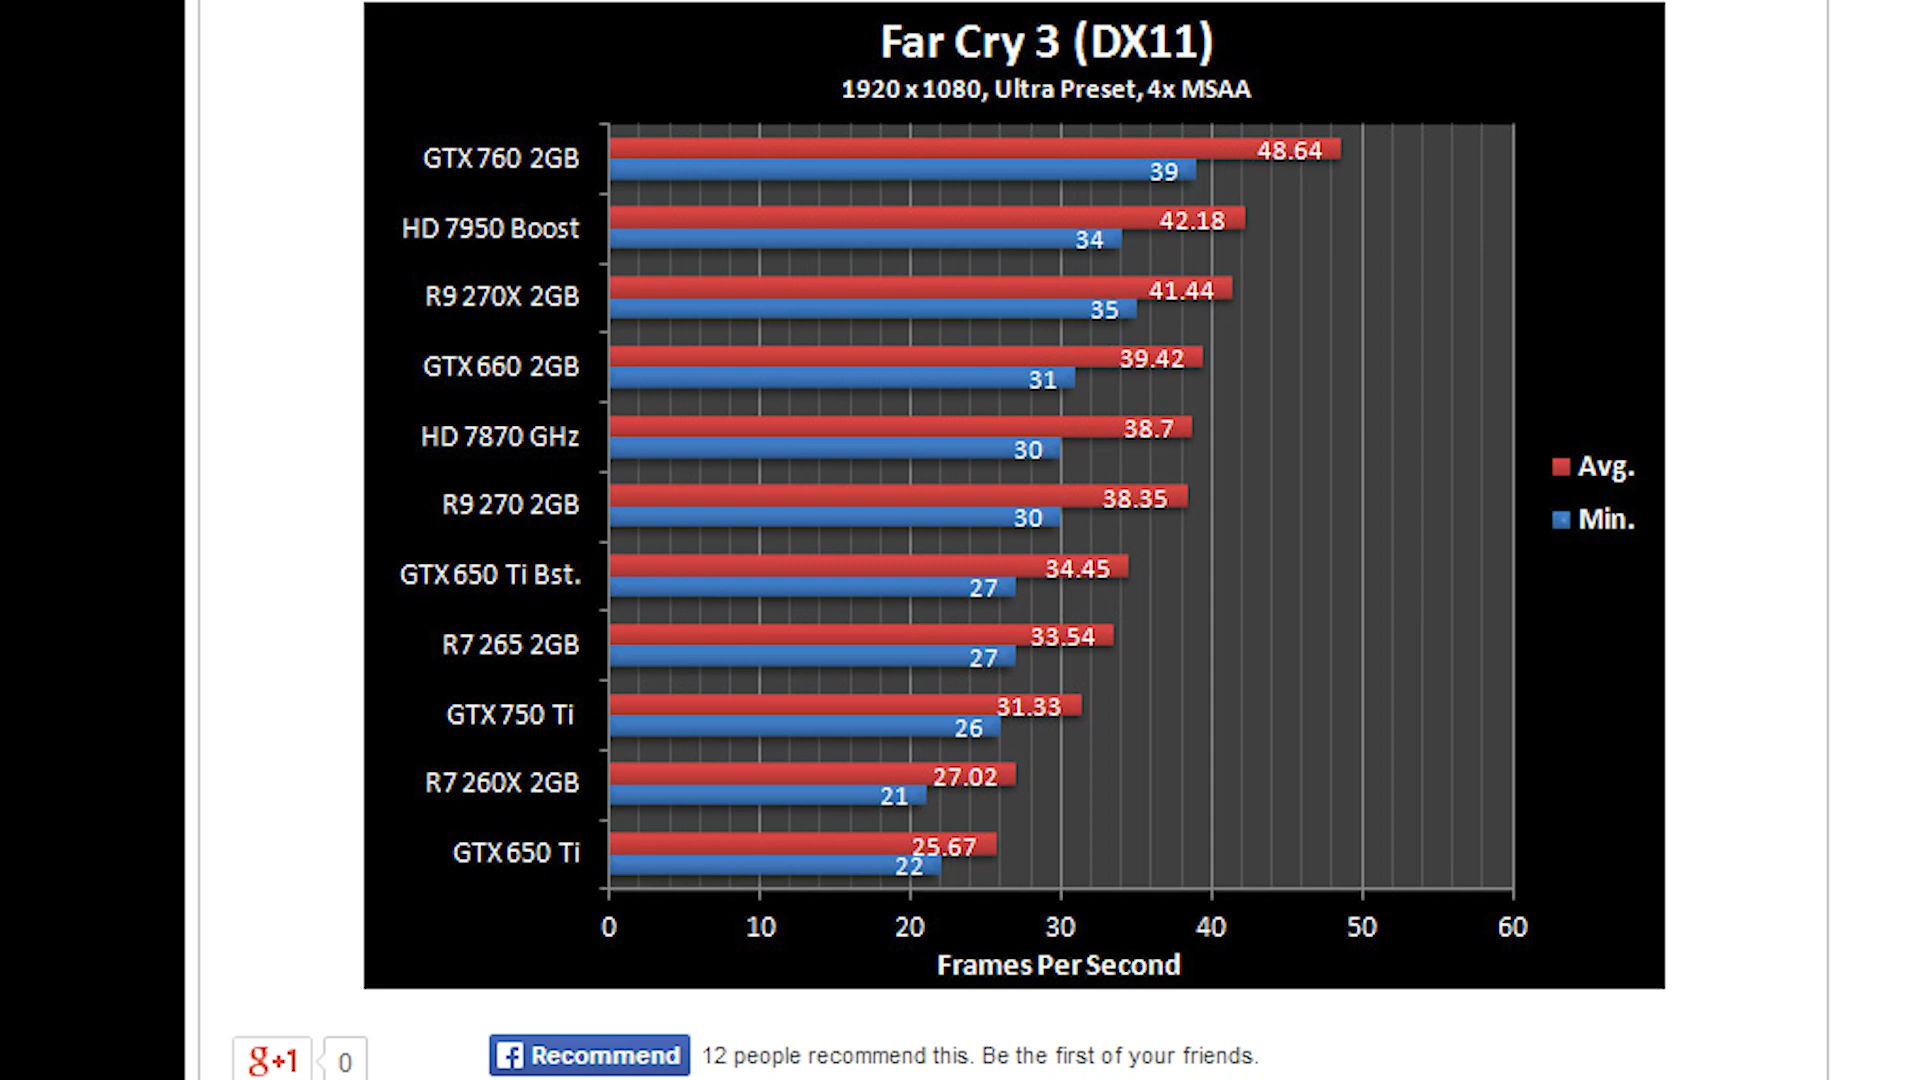 Far Cry 3 (DX11)
1920 x 1080, Ultra Preset, 4x MSAA
GTX 760 2GB
48.64
39
HD 7950 Boost
42.18
34
R9 270X 2GB
41.44
35
GTX 660 2GB
39.42
31
HD 7870 GHz
38.7
30
R9 270 2GB
38.35
30
GTX 650 Ti Bst.
34.45
27
R7 265 2GB
33.54
27
GTX 750 Ti
31.33
26
R7 260X 2GB
27.02
21
GTX 650 Ti
25.67
22
Avg.
Min.
0 10 20 30 40 50 60
Frames Per Second
g+1 0 f Recommend 12 people recommend this. Be the first of your friends.